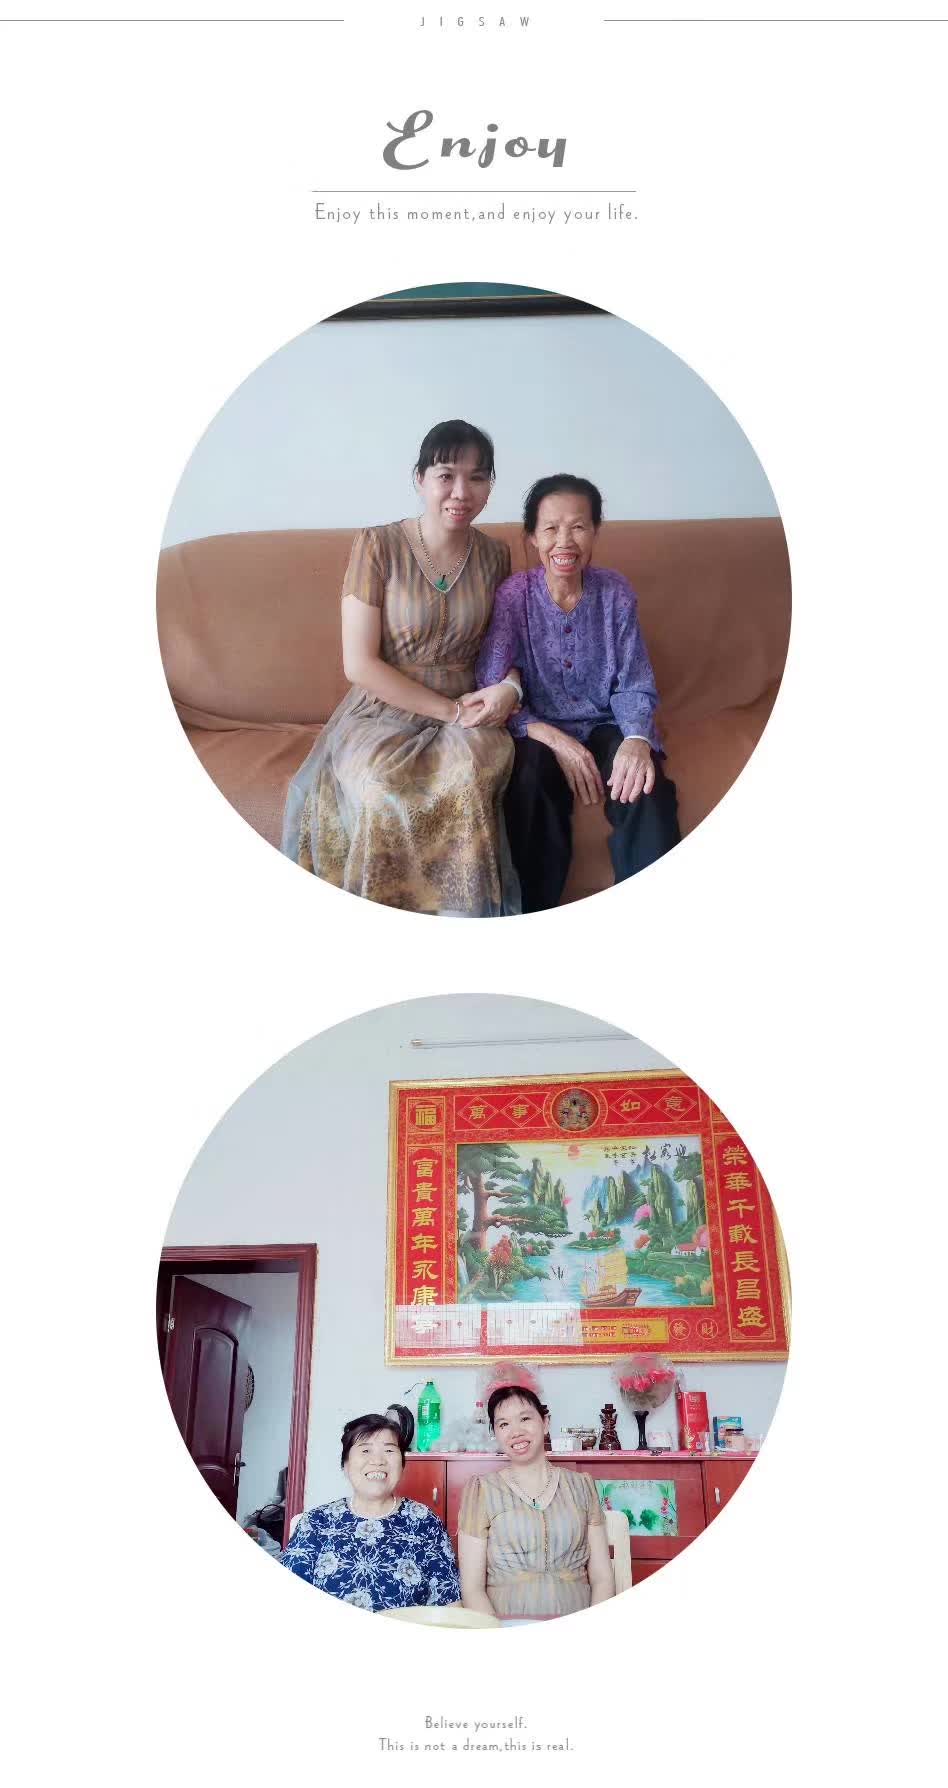 JIGSAW
Enjoy
Enjoy this moment,and enjoy your life.
福
萬事如意
富貴萬年永康
榮華千載長昌盛
發財
Believe yourself.
This is not a dream,this is real.